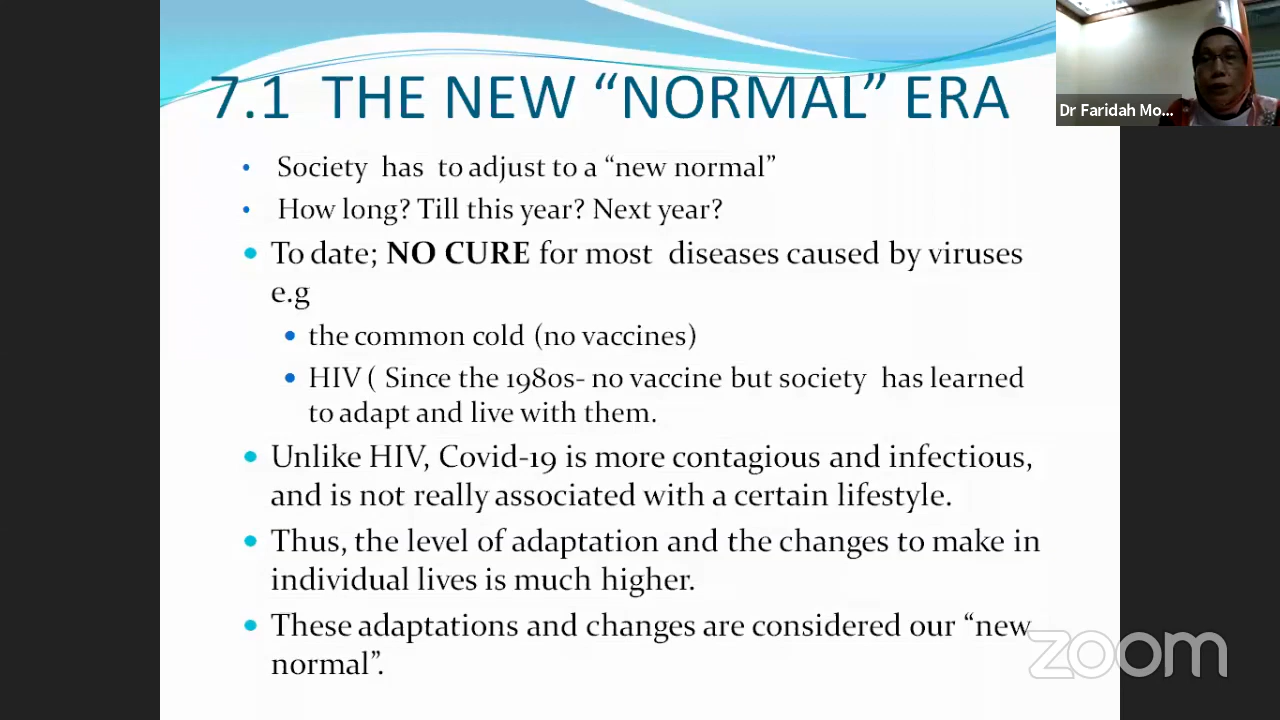 7.1 THE NEW “NORMAL” ERA
Dr Faridah Mo...
• Society has to adjust to a “new normal”
• How long? Till this year? Next year?
• To date; NO CURE for most diseases caused by viruses
e.g
• the common cold (no vaccines)
• HIV ( Since the 1980s- no vaccine but society has learned
to adapt and live with them.
• Unlike HIV, Covid-19 is more contagious and infectious,
and is not really associated with a certain lifestyle.
• Thus, the level of adaptation and the changes to make in
individual lives is much higher.
• These adaptations and changes are considered our “new
normal”.
zoom